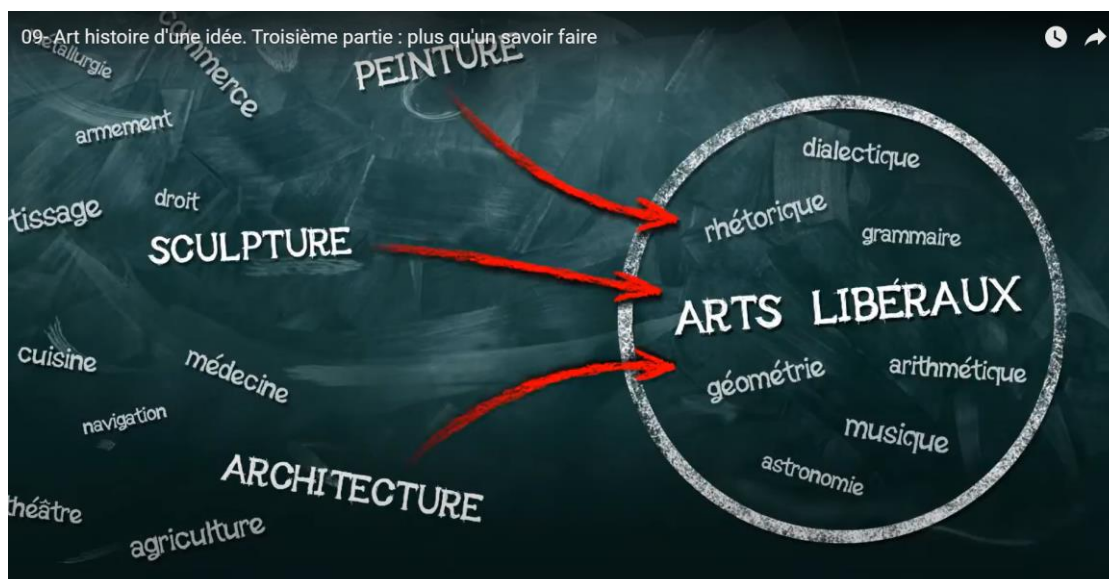 09- Art histoire d'une idée. Troisième partie : plus qu'un savoir faire
métallurgie
commerce
PEINTURE
armement
dialectique
tissage
droit
rhétorique
grammaire
SCULPTURE
ARTS LIBÉRAUX
cuisine
médecine
géométrie
arithmétique
navigation
musique
ARCHITECTURE
astronomie
théâtre
agriculture